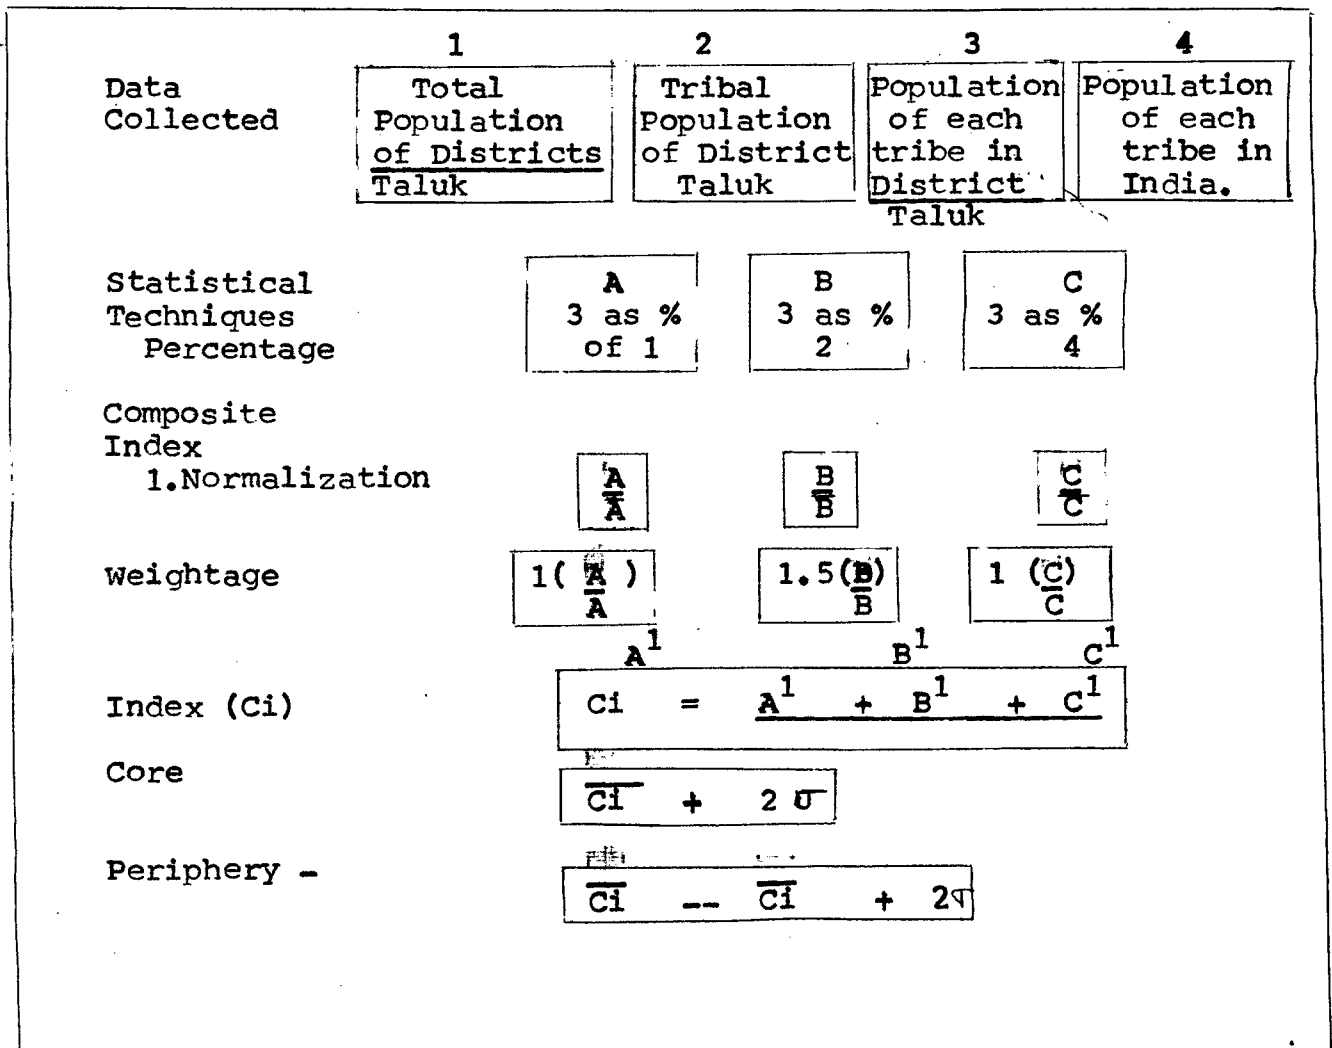 1 2 3 4
Data Total Tribal Population Population
Collected Population Population of each of each
of Districts of District tribe in tribe in
Taluk Taluk District India.
Taluk
Statistical A B C
Techniques 3 as % 3 as % 3 as %
Percentage of 1 2 4
Composite
Index
1.Normalization A B C
A̅ B̅ C̅
Weightage 1( A ) 1.5(B) 1 (C)
A B C
A¹ B¹ C¹
Index (Ci) Ci = A¹ + B¹ + C¹
Core C̅i̅ + 2 σ
Periphery - C̅i̅ -- C̅i̅ + 2σ